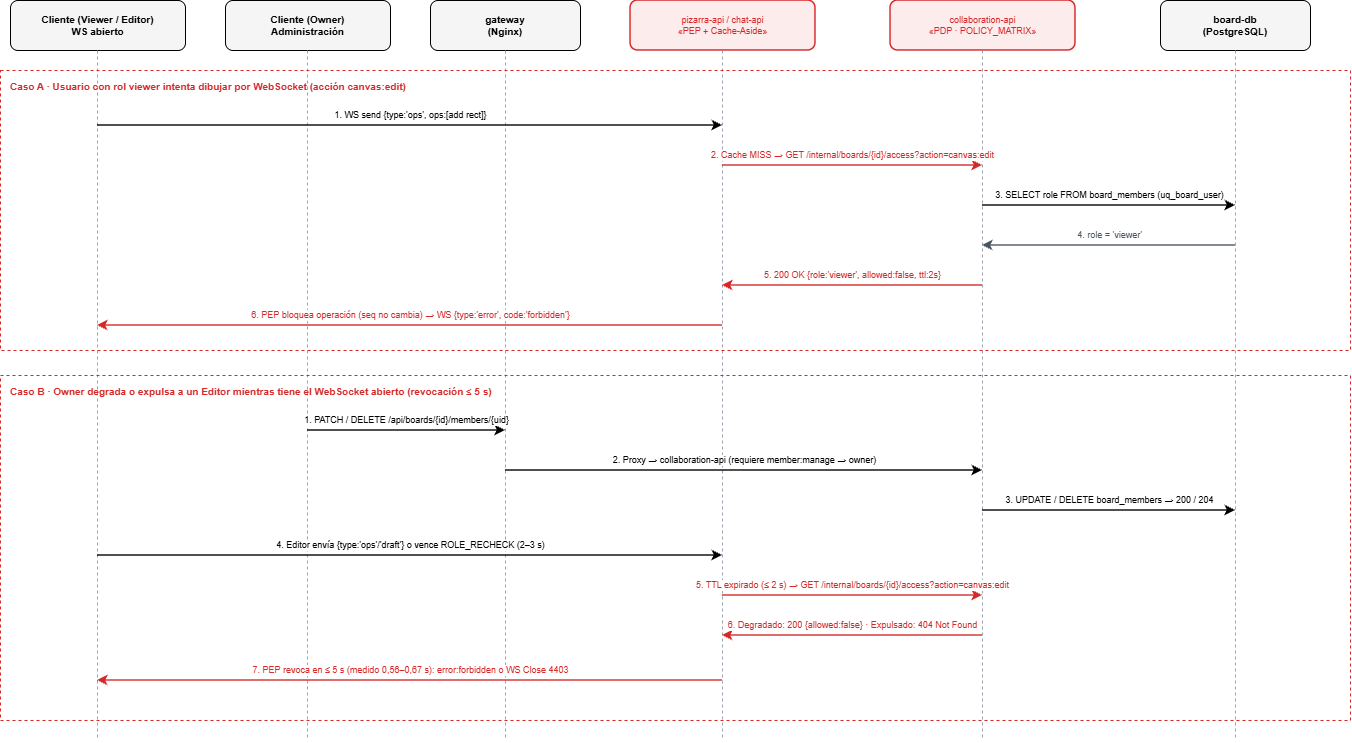 Cliente (Viewer / Editor)
WS abierto
Cliente (Owner)
Administración
gateway
(Nginx)
pizarra-api / chat-api
«PEP + Cache-Aside»
collaboration-api
«PDP · POLICY_MATRIX»
board-db
(PostgreSQL)
Caso A · Usuario con rol viewer intenta dibujar por WebSocket (acción canvas:edit)
1. WS send {type:'ops', ops:[add rect]}
2. Cache MISS → GET /internal/boards/{id}/access?action=canvas:edit
3. SELECT role FROM board_members (uq_board_user)
4. role = 'viewer'
5. 200 OK {role:'viewer', allowed:false, ttl:2s}
6. PEP bloquea operación (seq no cambia) → WS {type:'error', code:'forbidden'}
Caso B · Owner degrada o expulsa a un Editor mientras tiene el WebSocket abierto (revocación ≤ 5 s)
1. PATCH / DELETE /api/boards/{id}/members/{uid}
2. Proxy → collaboration-api (requiere member:manage → owner)
3. UPDATE / DELETE board_members → 200 / 204
4. Editor envía {type:'ops'/'draft'} o vence ROLE_RECHECK (2–3 s)
5. TTL expirado (≤ 2 s) → GET /internal/boards/{id}/access?action=canvas:edit
6. Degradado: 200 {allowed:false} · Expulsado: 404 Not Found
7. PEP revoca en ≤ 5 s (medido 0,56–0,67 s): error:forbidden o WS Close 4403